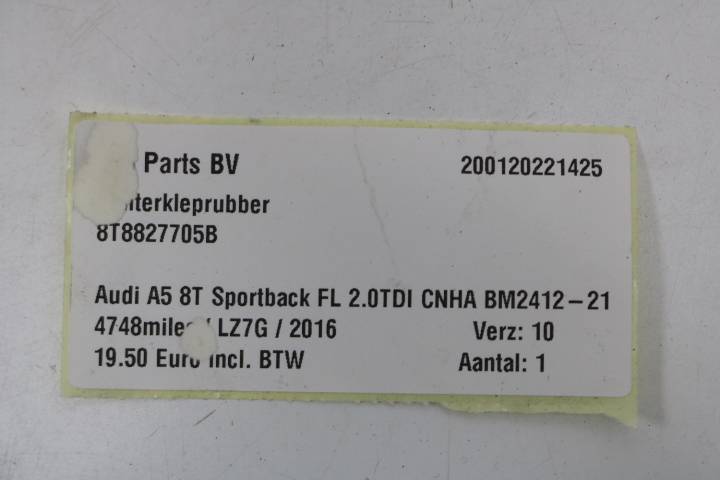 Parts BV 200120221425
8T8827705B
Audi A5 8T Sportback FL 2.0TDI CNHA BM2412-21
LZ7G / 2016 Verz: 10
19.50 Euro incl. BTW Aantal: 1